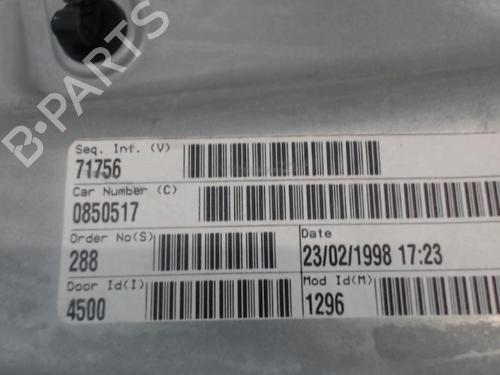 B-PARTS
Seq. Int. (V)
71756
Car Number (C)
0850517
Order No(S)
288
Date
23/02/1998 17:23
Door Id(I)
4500
Mod Id(M)
1296